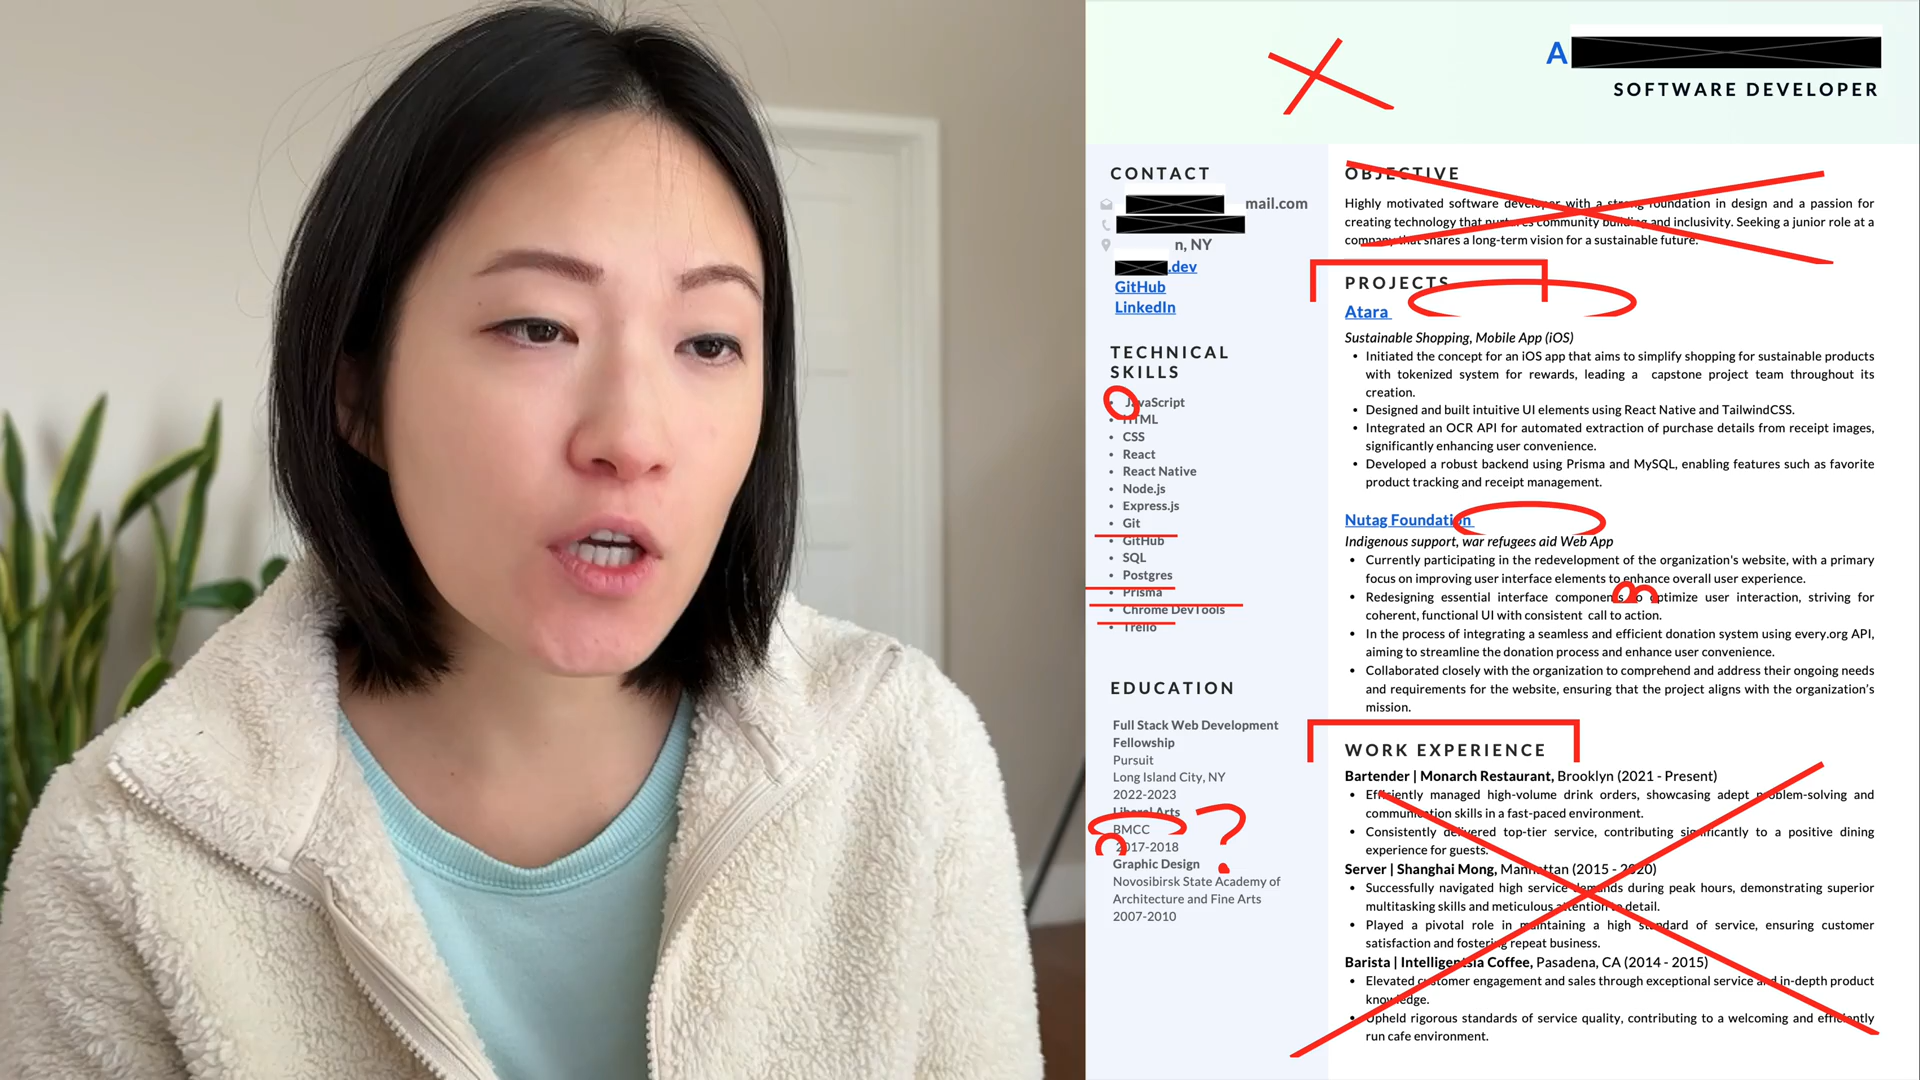 A
SOFTWARE DEVELOPER
CONTACT
mail.com
n, NY
.dev
GitHub
LinkedIn
TECHNICAL
SKILLS
JavaScript
HTML
CSS
React
React Native
Node.js
Express.js
Git
GitHub
SQL
Postgres
Prisma
Chrome DevTools
Trello
EDUCATION
Full Stack Web Development
Fellowship
Pursuit
Long Island City, NY
2022-2023
Liberal Arts
BMCC
2017-2018
?
Graphic Design
Novosibirsk State Academy of
Architecture and Fine Arts
2007-2010
OBJECTIVE
Highly motivated software developer with a strong foundation in design and a passion for
creating technology that nurtures community building and inclusivity. Seeking a junior role at a
company that shares a long-term vision for a sustainable future.
PROJECTS
Atara
Sustainable Shopping, Mobile App (iOS)
• Initiated the concept for an iOS app that aims to simplify shopping for sustainable products
with tokenized system for rewards, leading a capstone project team throughout its
creation.
• Designed and built intuitive UI elements using React Native and TailwindCSS.
• Integrated an OCR API for automated extraction of purchase details from receipt images,
significantly enhancing user convenience.
• Developed a robust backend using Prisma and MySQL, enabling features such as favorite
product tracking and receipt management.
Nutag Foundation
Indigenous support, war refugees aid Web App
• Currently participating in the redevelopment of the organization's website, with a primary
focus on improving user interface elements to enhance overall user experience.
• Redesigning essential interface components to optimize user interaction, striving for
coherent, functional UI with consistent call to action.
• In the process of integrating a seamless and efficient donation system using every.org API,
aiming to streamline the donation process and enhance user convenience.
• Collaborated closely with the organization to comprehend and address their ongoing needs
and requirements for the website, ensuring that the project aligns with the organization's
mission.
WORK EXPERIENCE
Bartender | Monarch Restaurant, Brooklyn (2021 - Present)
• Efficiently managed high-volume drink orders, showcasing adept problem-solving and
communication skills in a fast-paced environment.
• Consistently delivered top-tier service, contributing significantly to a positive dining
experience for guests.
Server | Shanghai Mong, Manhattan (2015 - 2020)
• Successfully navigated high service demands during peak hours, demonstrating superior
multitasking skills and meticulous attention to detail.
• Played a pivotal role in maintaining a high standard of service, ensuring customer
satisfaction and fostering repeat business.
Barista | Intelligentsia Coffee, Pasadena, CA (2014 - 2015)
• Elevated customer engagement and sales through exceptional service and in-depth product
knowledge.
• Upheld rigorous standards of service quality, contributing to a welcoming and efficiently
run cafe environment.